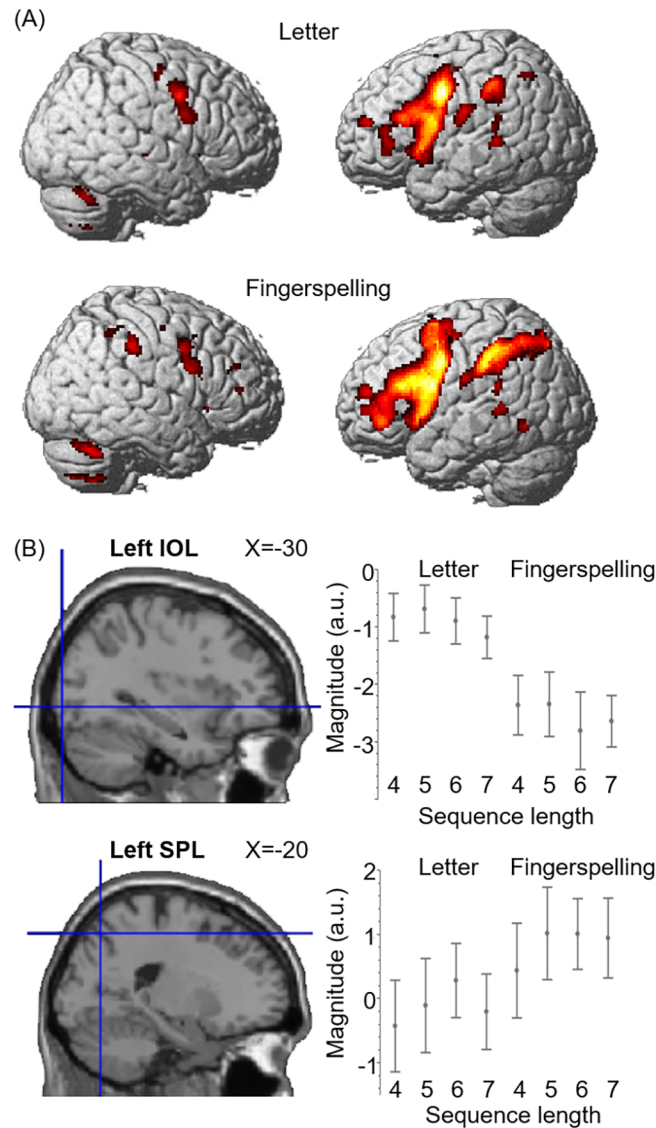 (A)
Letter
Fingerspelling
(B)
Left IOL X=-30
Letter Fingerspelling
Magnitude (a.u.)
0
-1
-2
-3
4 5 6 7 4 5 6 7
Sequence length
Left SPL X=-20
Letter Fingerspelling
Magnitude (a.u.)
2
1
0
-1
4 5 6 7 4 5 6 7
Sequence length